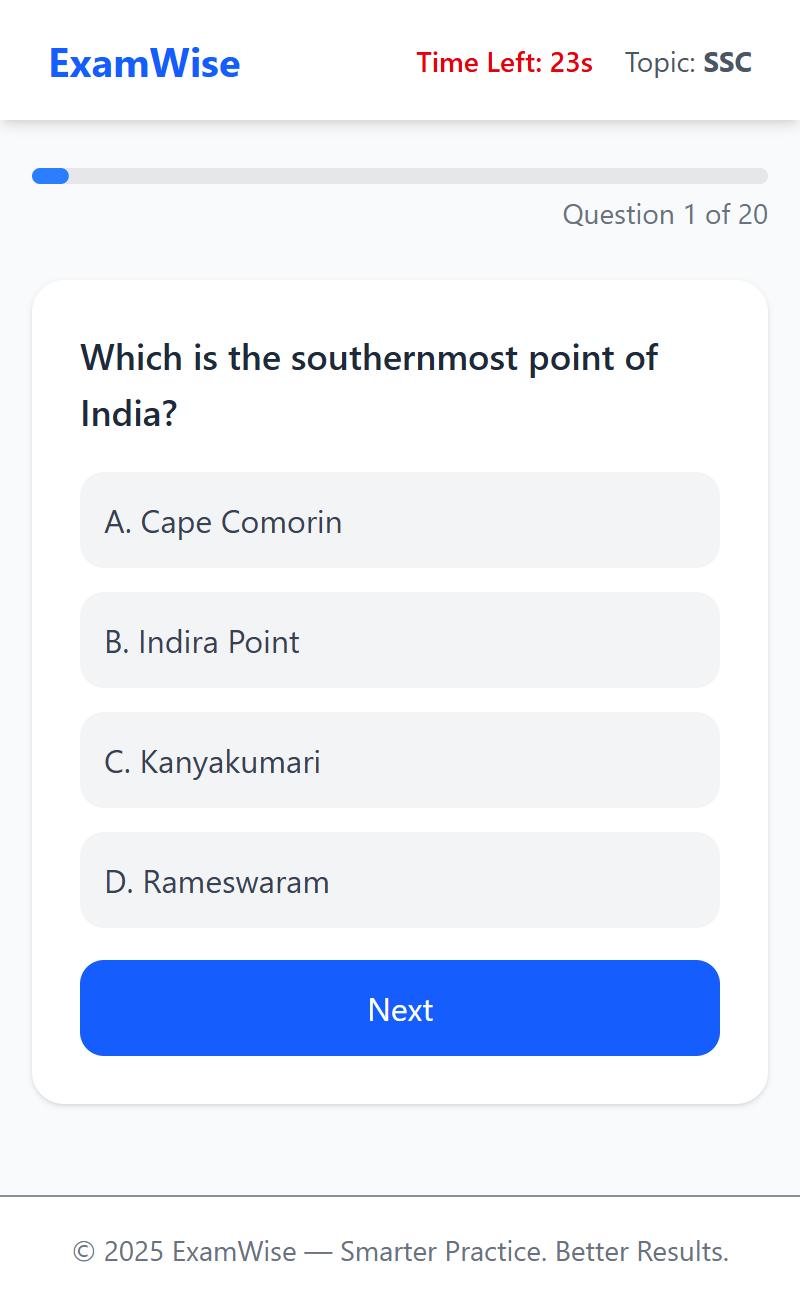 ExamWise
Time Left: 23s
Topic: SSC
Question 1 of 20
Which is the southernmost point of
India?
A. Cape Comorin
B. Indira Point
C. Kanyakumari
D. Rameswaram
Next
© 2025 ExamWise — Smarter Practice. Better Results.